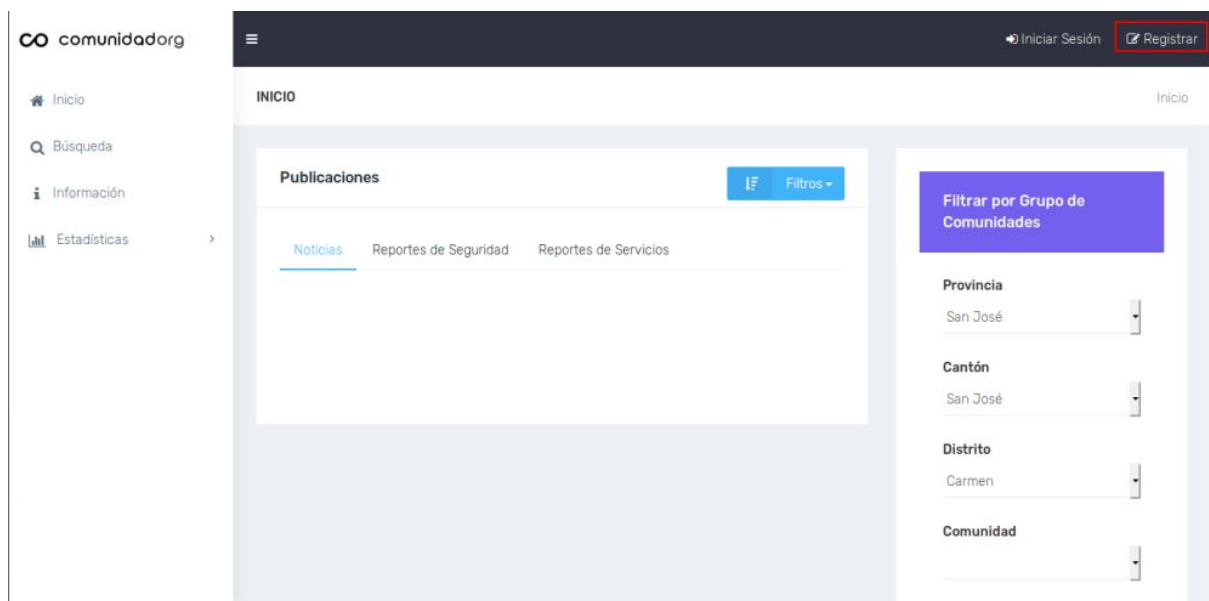 comunidadorg
Iniciar Sesión
Registrar
Inicio
Búsqueda
Información
Estadísticas
INICIO
Inicio
Publicaciones
Filtros
Noticias
Reportes de Seguridad
Reportes de Servicios
Filtrar por Grupo de
Comunidades
Provincia
San José
Cantón
San José
Distrito
Carmen
Comunidad